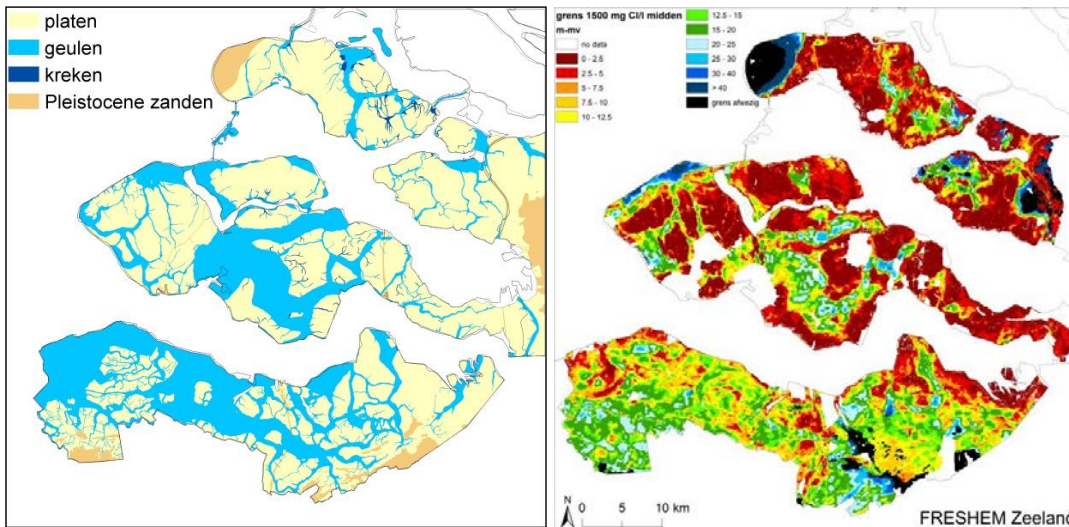 platen
geulen
kreken
Pleistocene zanden
grens 1500 mg Cl/l midden
m-mv
no data
0 - 2.5
2.5 - 5
5 - 7.5
7.5 - 10
10 - 12.5
12.5 - 15
15 - 20
20 - 25
25 - 30
30 - 40
> 40
grens afwezig
N
0 5 10 km
FRESHEM Zeeland